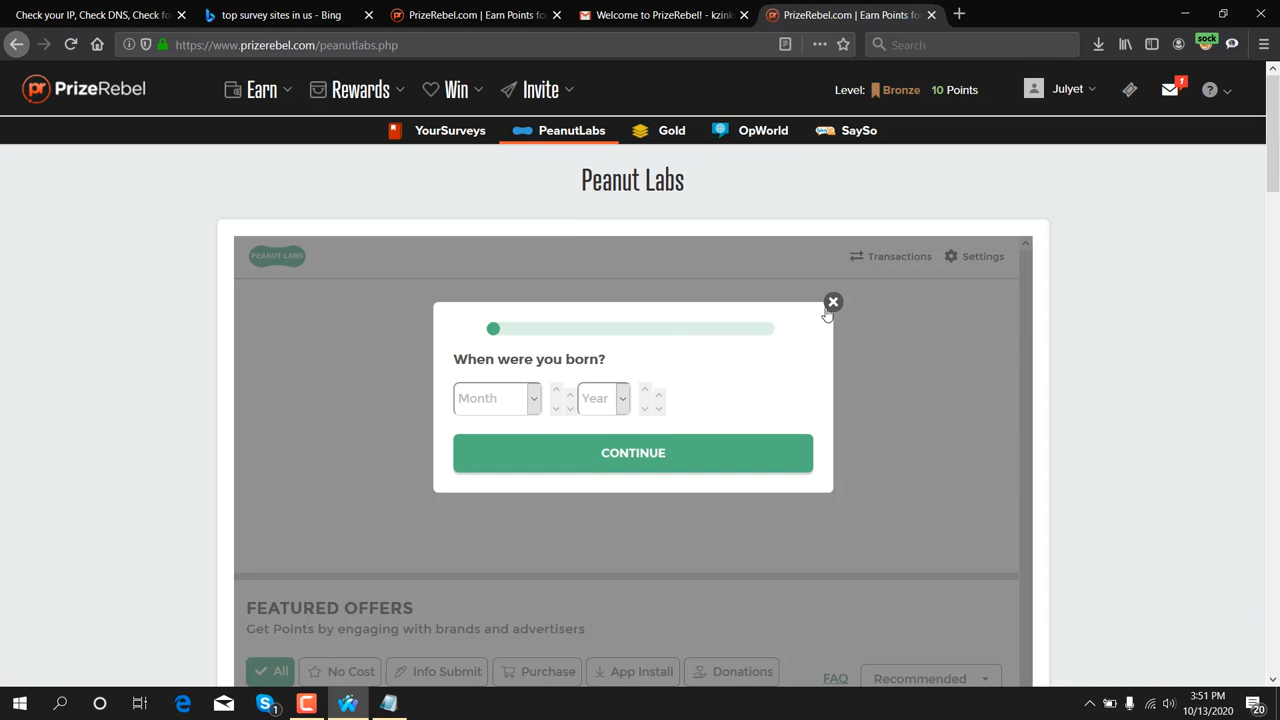 Check your IP, Check DNS, Check fo
top survey sites in us - Bing
PrizeRebel.com | Earn Points fo
Welcome to PrizeRebel! - kzink
PrizeRebel.com | Earn Points fo
https://www.prizerebel.com/peanutlabs.php
Search
sock
pr PrizeRebel
Earn
Rewards
Win
Invite
Level: Bronze 10 Points
Julyet
1
YourSurveys
PeanutLabs
Gold
OpWorld
SaySo
Peanut Labs
PEANUT LABS
Transactions
Settings
When were you born?
Month
Year
CONTINUE
FEATURED OFFERS
Get Points by engaging with brands and advertisers
All
No Cost
Info Submit
Purchase
App Install
Donations
FAQ
Recommended
1
3:51 PM
10/13/2020
20